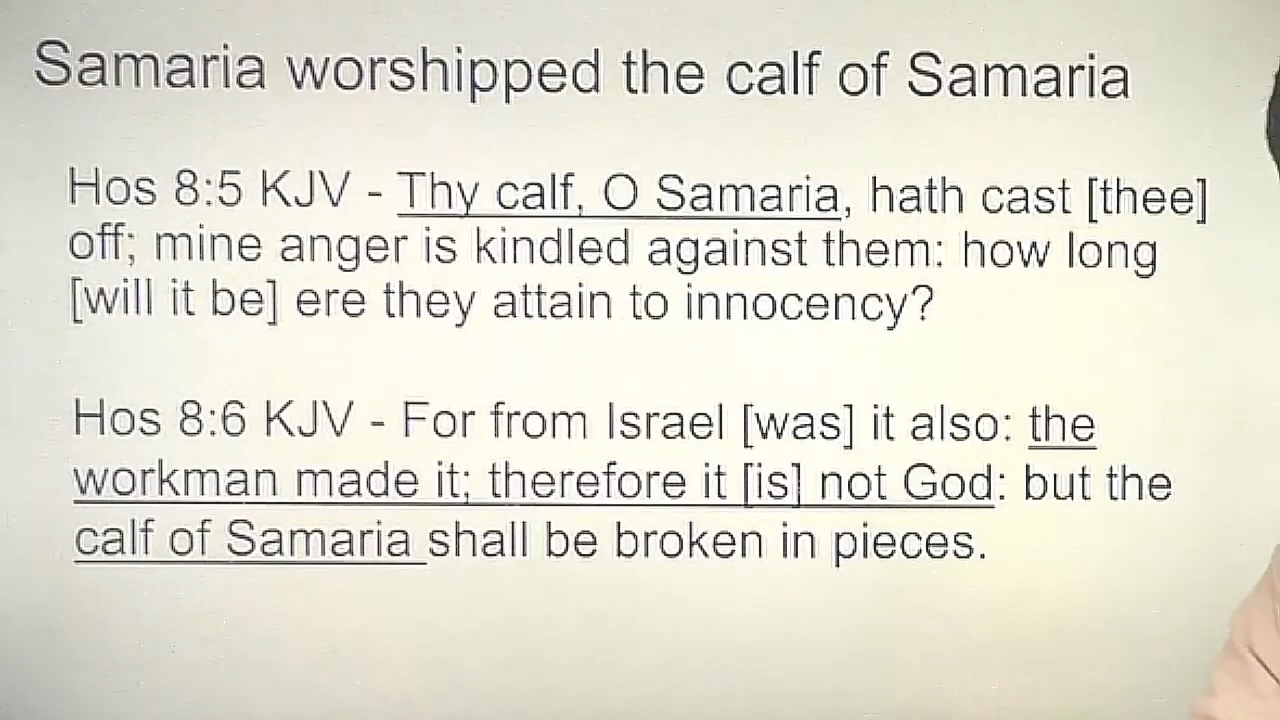 Samaria worshipped the calf of Samaria
Hos 8:5 KJV - Thy calf, O Samaria, hath cast [thee]
off; mine anger is kindled against them: how long
[will it be] ere they attain to innocency?
Hos 8:6 KJV - For from Israel [was] it also: the
workman made it; therefore it [is] not God: but the
calf of Samaria shall be broken in pieces.